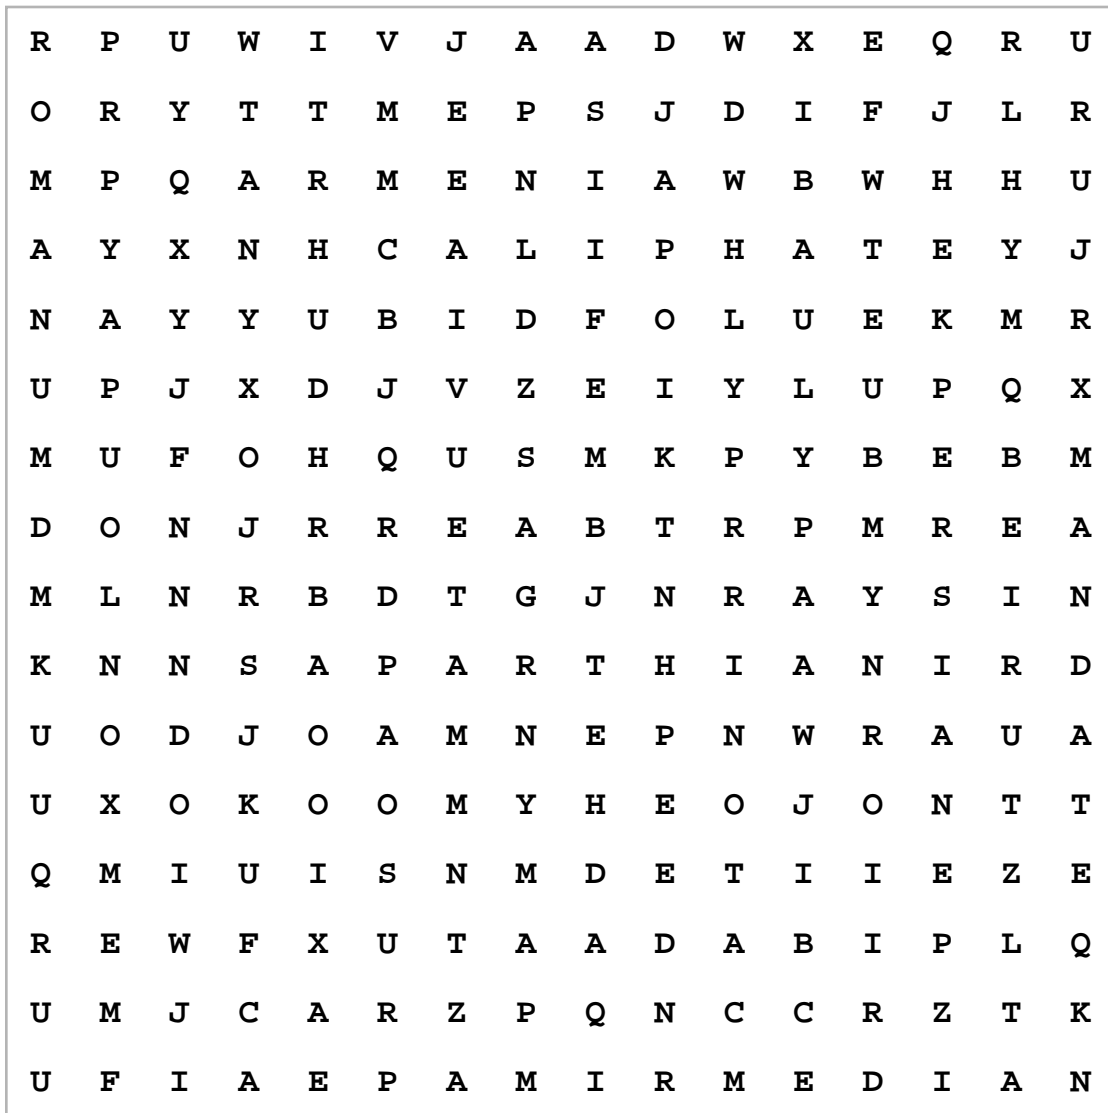 R P U W I V J A A D W X E Q R U
O R Y T T M E P S J D I F J L R
M P Q A R M E N I A W B W H H U
A Y X N H C A L I P H A T E Y J
N A Y Y U B I D F O L U E K M R
U P J X D J V Z E I Y L U P Q X
M U F O H Q U S M K P Y B E B M
D O N J R R E A B T R P M R E A
M L N R B D T G J N R A Y S I N
K N N S A P A R T H I A N I R D
U O D J O A M N E P N W R A U A
U X O K O O M Y H E O J O N T T
Q M I U I S N M D E T I I E Z E
R E W F X U T A A D A B I P L Q
U M J C A R Z P Q N C C R Z T K
U F I A E P A M I R M E D I A N